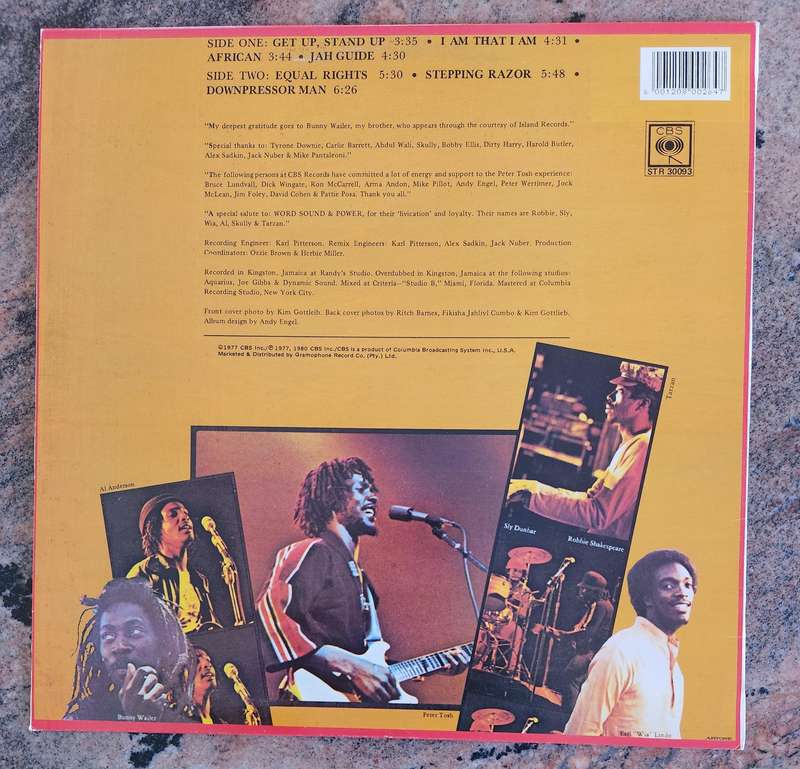 SIDE ONE: GET UP, STAND UP 3:35 • I AM THAT I AM 4:31 •
AFRICAN 3:44 • JAH GUIDE 4:30
SIDE TWO: EQUAL RIGHTS 5:30 • STEPPING RAZOR 5:48 •
DOWNPRESSOR MAN 6:26
6 001209 002647
CBS
STR 30093
"My deepest gratitude goes to Bunny Wailer, my brother, who appears through the courtesy of Island Records."
"Special thanks to: Tyrone Downie, Carlie Barrett, Abdul Wali, Skully, Bobby Ellis, Dirty Harry, Harold Butler,
Alex Sadkin, Jack Nuber & Mike Pantaleoni."
"The following persons at CBS Records have committed a lot of energy and support to the Peter Tosh experience:
Bruce Lundvall, Dick Wingate, Ron McCarrell, Arma Andon, Mike Pillot, Andy Engel, Peter Wertimer, Jock
McLean, Jim Foley, David Cohen & Pattie Posa. Thank you all."
"A special salute to: WORD SOUND & POWER, for their 'livication' and loyalty. Their names are Robbie, Sly,
Wia, Al, Skully & Tarzan."
Recording Engineer: Karl Pitterson. Remix Engineers: Karl Pitterson, Alex Sadkin, Jack Nuber. Production
Coordinators: Ozzie Brown & Herbie Miller.
Recorded in Kingston, Jamaica at Randy's Studio. Overdubbed in Kingston, Jamaica at the following studios:
Aquarius, Joe Gibbs & Dynamic Sound. Mixed at Criteria—"Studio B," Miami, Florida. Mastered at Columbia
Recording Studio, New York City.
Front cover photo by Kim Gottleib. Back cover photos by Ritch Barnes, Fikisha Jahliyl Cumbo & Kim Gottlieb.
Album design by Andy Engel.
©1977 CBS Inc./℗ 1977, 1980 CBS Inc./CBS is a product of Columbia Broadcasting System Inc., U.S.A.
Marketed & Distributed by Gramophone Record Co. (Pty.) Ltd.
Tarzan
Al Anderson
Sly Dunbar
Robbie Shakespeare
Bunny Wailer
Peter Tosh
Earl "Wia" Lindo
ARTONE